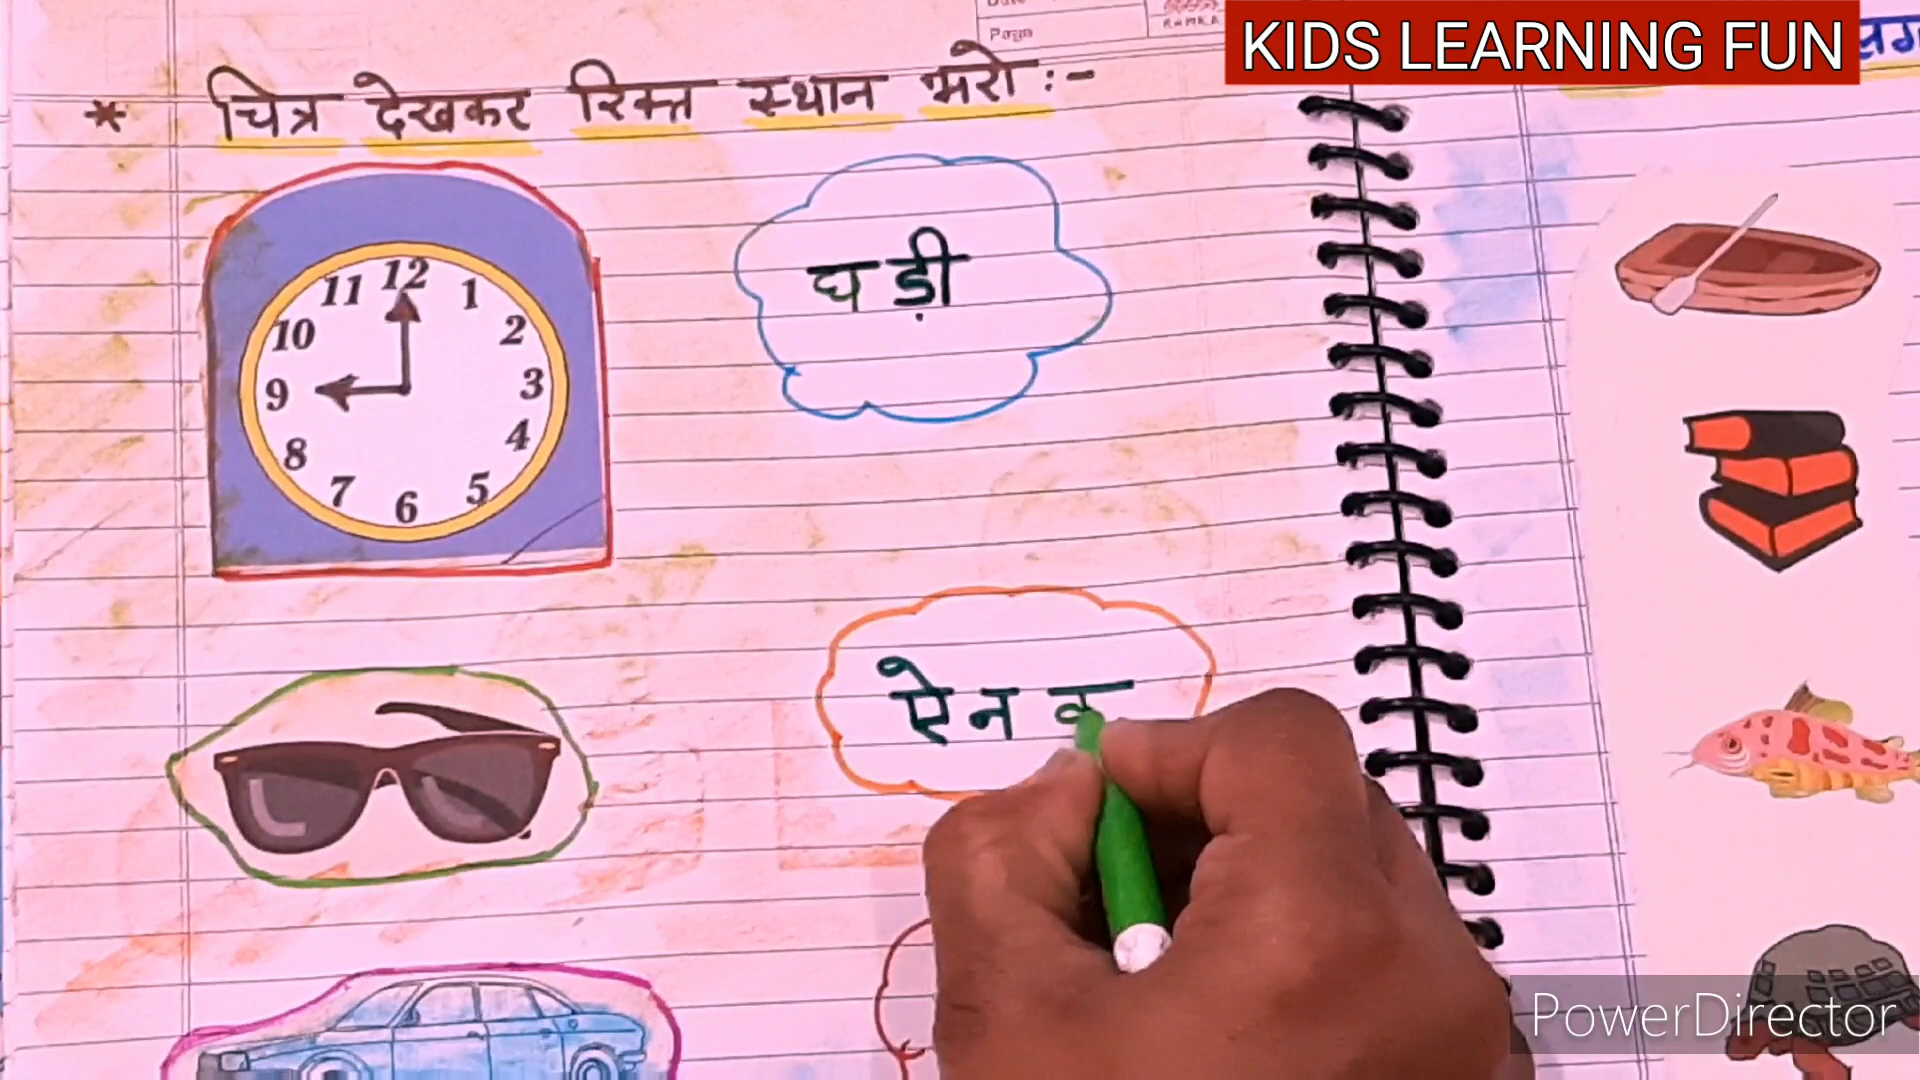 KIDS LEARNING FUN
Page
* चित्र देखकर रिक्त स्थान भरो :-
घड़ी
11 12 1
10 2
9 3
8 4
7 6 5
ऐनक
PowerDirector